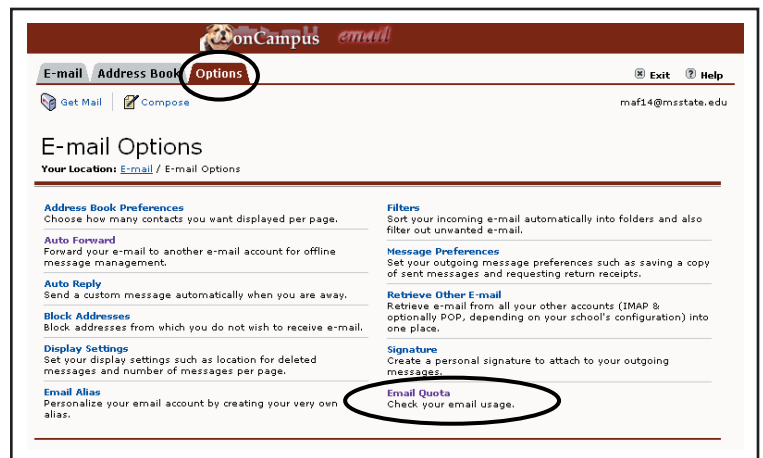 onCampus email
E-mail Address Book Options
Exit ? Help
Get Mail Compose
maf14@msstate.edu
E-mail Options
Your Location: E-mail / E-mail Options
Address Book Preferences
Choose how many contacts you want displayed per page.
Auto Forward
Forward your e-mail to another e-mail account for offline
message management.
Auto Reply
Send a custom message automatically when you are away.
Block Addresses
Block addresses from which you do not wish to receive e-mail.
Display Settings
Set your display settings such as location for deleted
messages and number of messages per page.
Email Alias
Personalize your email account by creating your very own
alias.
Filters
Sort your incoming e-mail automatically into folders and also
filter out unwanted e-mail.
Message Preferences
Set your outgoing message preferences such as saving a copy
of sent messages and requesting return receipts.
Retrieve Other E-mail
Retrieve e-mail from all your other accounts (IMAP &
optionally POP, depending on your school's configuration) into
one place.
Signature
Create a personal signature to attach to your outgoing
messages.
Email Quota
Check your email usage.